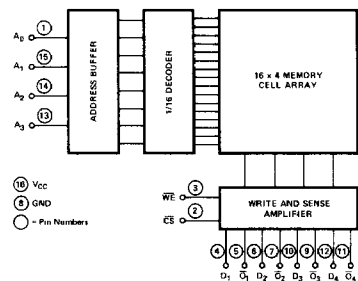 A0 1
A1 15
A2 14
A3 13
ADDRESS BUFFER
1/16 DECODER
16 x 4 MEMORY
CELL ARRAY
16 VCC
8 GND
= Pin Numbers
WE 3
CS 2
WRITE AND SENSE
AMPLIFIER
4 5 6 7 10 9 12 11
D1 O1 D2 O2 D3 O3 D4 O4